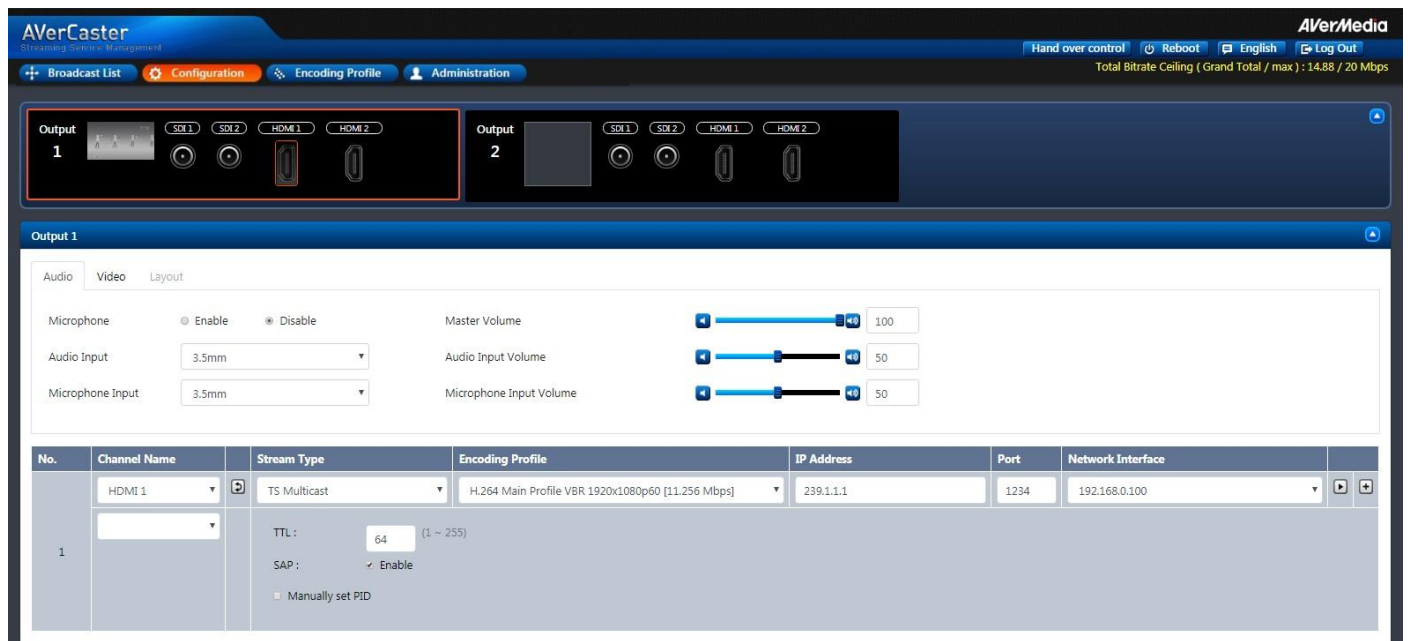 AVerCaster
Streaming Service Management
AVerMedia
Hand over control Reboot English Log Out
Broadcast List Configuration Encoding Profile Administration
Total Bitrate Ceiling ( Grand Total / max ) : 14.88 / 20 Mbps
Output 1 SDI 1 SDI 2 HDMI 1 HDMI 2
Output 2 SDI 1 SDI 2 HDMI 1 HDMI 2
Output 1
Audio Video Layout
Microphone Enable Disable Master Volume 100
Audio Input 3.5mm Audio Input Volume 50
Microphone Input 3.5mm Microphone Input Volume 50
No. Channel Name Stream Type Encoding Profile IP Address Port Network Interface
HDMI 1 TS Multicast H.264 Main Profile VBR 1920x1080p60 [11.256 Mbps] 239.1.1.1 1234 192.168.0.100
1
TTL : 64 (1 ~ 255)
SAP : Enable
Manually set PID